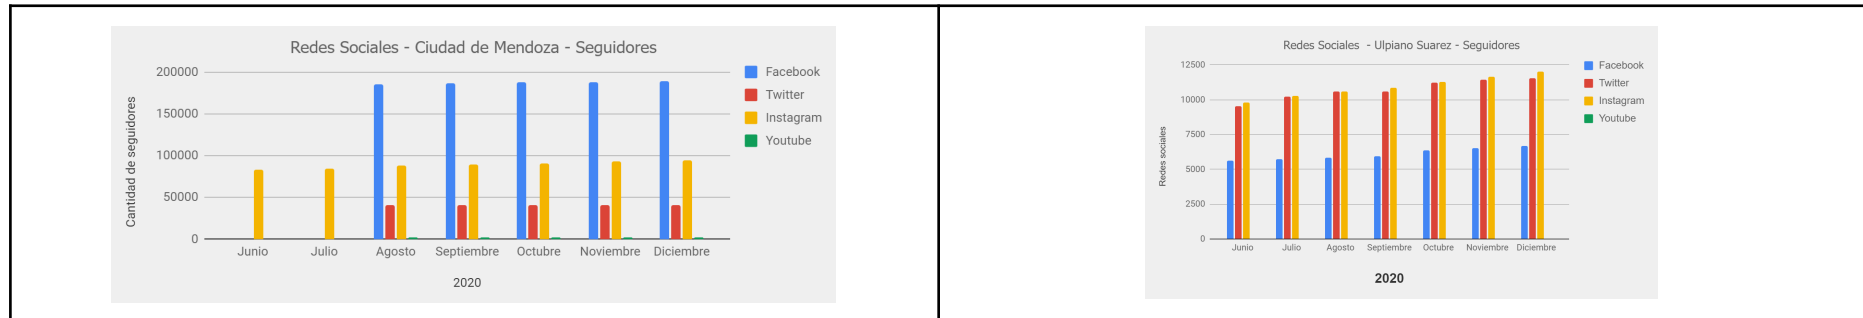 Redes Sociales - Ciudad de Mendoza - Seguidores
Cantidad de seguidores
200000
150000
100000
50000
0
Junio Julio Agosto Septiembre Octubre Noviembre Diciembre
2020
Facebook
Twitter
Instagram
Youtube
Redes Sociales - Ulpiano Suarez - Seguidores
Redes sociales
12500
10000
7500
5000
2500
0
Junio Julio Agosto Septiembre Octubre Noviembre Diciembre
2020
Facebook
Twitter
Instagram
Youtube